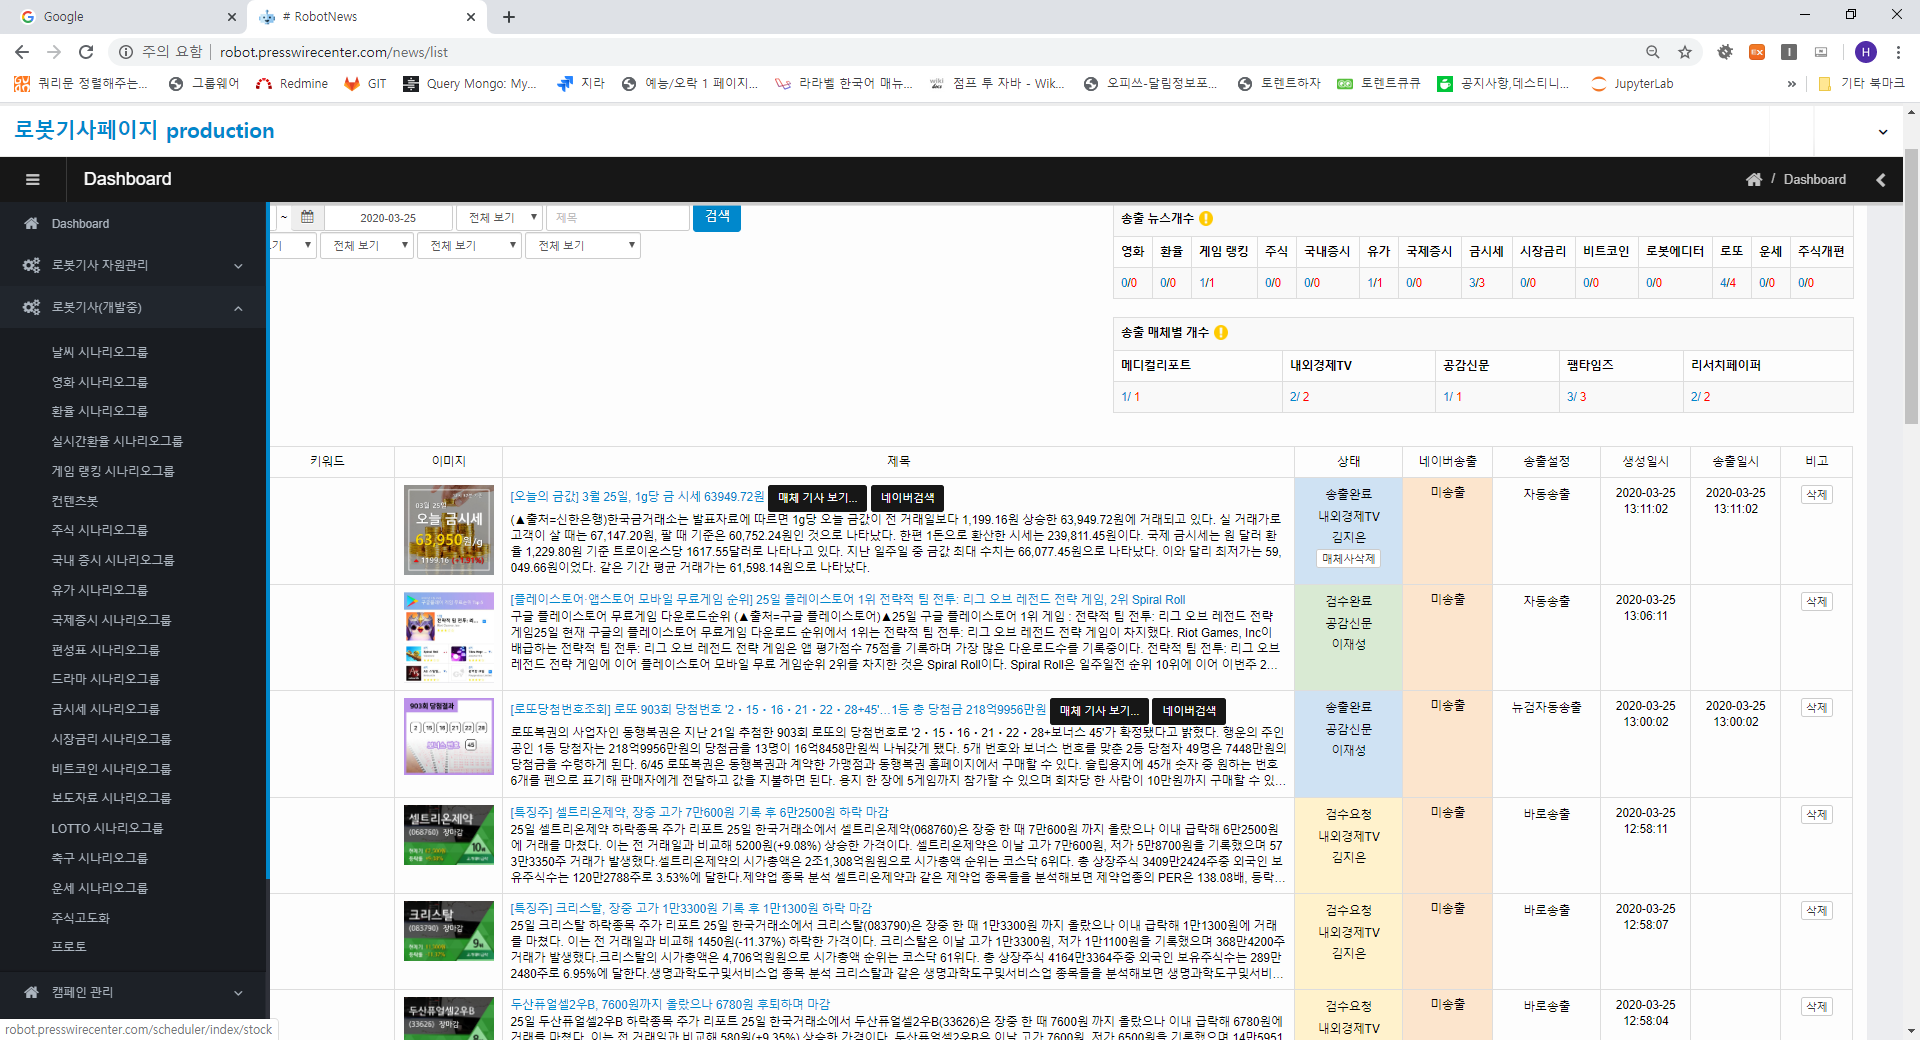 Google
# RobotNews
주의 요함
robot.presswirecenter.com/news/list
H
쿼리문 정렬해주는...
그룹웨어
Redmine
GIT
Query Mongo: My...
지라
예능/오락 1 페이지...
라라벨 한국어 매뉴...
점프 투 자바 - Wik...
오피쓰-달림정보포...
토렌트하자
토렌트큐큐
공지사항,데스티니...
JupyterLab
»
기타 북마크
로봇기사페이지 production
Dashboard
/ Dashboard
Dashboard
로봇기사 자원관리
로봇기사(개발중)
날씨 시나리오그룹
영화 시나리오그룹
환율 시나리오그룹
실시간환율 시나리오그룹
게임 랭킹 시나리오그룹
컨텐츠봇
주식 시나리오그룹
국내 증시 시나리오그룹
유가 시나리오그룹
국제증시 시나리오그룹
편성표 시나리오그룹
드라마 시나리오그룹
금시세 시나리오그룹
시장금리 시나리오그룹
비트코인 시나리오그룹
보도자료 시나리오그룹
LOTTO 시나리오그룹
축구 시나리오그룹
운세 시나리오그룹
주식고도화
프로토
캠페인 관리
robot.presswirecenter.com/scheduler/index/stock
~ 2020-03-25 전체 보기 제목 검색
기 전체 보기 전체 보기 전체 보기
송출 뉴스개수
영화 환율 게임 랭킹 주식 국내증시 유가 국제증시 금시세 시장금리 비트코인 로봇에디터 로또 운세 주식개편
0/0 0/0 1/1 0/0 0/0 1/1 0/0 3/3 0/0 0/0 0/0 4/4 0/0 0/0
송출 매체별 개수
메디컬리포트 내외경제TV 공감신문 팸타임즈 리서치페이퍼
1/ 1 2/ 2 1/ 1 3/ 3 2/ 2
키워드 이미지 제목 상태 네이버송출 송출설정 생성일시 송출일시 비고
03월 25일
오늘 금시세
63,950원/g
[오늘의 금값] 3월 25일, 1g당 금 시세 63949.72원 매체 기사 보기... 네이버검색
(▲출처=신한은행)한국금거래소는 발표자료에 따르면 1g당 오늘 금값이 전 거래일보다 1,199.16원 상승한 63,949.72원에 거래되고 있다. 실 거래가로
고객이 살 때는 67,147.20원, 팔 때 기준은 60,752.24원인 것으로 나타났다. 한편 1톤으로 환산한 시세는 239,811.45원이다. 국제 금시세는 원 달러 환
율 1,229.80원 기준 트로이온스당 1617.55달러로 나타나고 있다. 지난 일주일 중 금값 최대 수치는 66,077.45원으로 나타났다. 이와 달리 최저가는 59,
049.66원이었다. 같은 기간 평균 거래가는 61,598.14원으로 나타났다.
송출완료
내외경제TV
김지은
매체사삭제
미송출
자동송출
2020-03-25
13:11:02
2020-03-25
13:11:02
삭제
[플레이스토어·앱스토어 모바일 무료게임 순위] 25일 플레이스토어 1위 전략적 팀 전투: 리그 오브 레전드 전략 게임, 2위 Spiral Roll
구글 플레이스토어 무료게임 다운로드순위 (▲출처=구글 플레이스토어)▲25일 구글 플레이스토어 1위 게임 : 전략적 팀 전투: 리그 오브 레전드 전략
게임25일 현재 구글의 플레이스토어 무료게임 다운로드 순위에서 1위는 전략적 팀 전투: 리그 오브 레전드 전략 게임이 차지했다. Riot Games, Inc이
배급하는 전략적 팀 전투: 리그 오브 레전드 전략 게임은 앱 평가점수 75점을 기록하며 가장 많은 다운로드수를 기록중이다. 전략적 팀 전투: 리그 오브
레전드 전략 게임에 이어 플레이스토어 모바일 무료 게임순위 2위를 차지한 것은 Spiral Roll이다. Spiral Roll은 일주일전 순위 10위에 이어 이번주 2...
검수완료
공감신문
이재성
미송출
자동송출
2020-03-25
13:06:11
삭제
903회 당첨결과
2 15 16 21 22 28
보너스 번호 45
[로또당첨번호조회] 로또 903회 당첨번호 '2·15·16·21·22·28+45'...1등 총 당첨금 218억9956만원 매체 기사 보기... 네이버검색
로또복권의 사업자인 동행복권은 지난 21일 추첨한 903회 로또의 당첨번호로 '2·15·16·21·22·28+보너스 45'가 확정됐다고 밝혔다. 행운의 주인
공인 1등 당첨자는 218억9956만원의 당첨금을 13명이 16억8458만원씩 나눠갖게 됐다. 5개 번호와 보너스 번호를 맞춘 2등 당첨자 49명은 7448만원의
당첨금을 수령하게 된다. 6/45 로또복권은 동행복권과 계약한 가맹점과 동행복권 홈페이지에서 구매할 수 있다. 슬립용지에 45개 숫자 중 원하는 번호
6개를 펜으로 표기해 판매자에게 전달하고 값을 지불하면 된다. 용지 한 장에 5게임까지 참가할 수 있으며 회차당 한 사람이 10만원까지 구매할 수 있...
송출완료
공감신문
이재성
미송출
뉴검자동송출
2020-03-25
13:00:02
2020-03-25
13:00:02
삭제
셀트리온제약
(068760) 장마감
[특징주] 셀트리온제약, 장중 고가 7만600원 기록 후 6만2500원 하락 마감
25일 셀트리온제약 하락종목 주가 리포트 25일 한국거래소에서 셀트리온제약(068760)은 장중 한 때 7만600원 까지 올랐으나 이내 급락해 6만2500원
에 거래를 마쳤다. 이는 전 거래일과 비교해 5200원(+9.08%) 상승한 가격이다. 셀트리온제약은 이날 고가 7만600원, 저가 5만8700원을 기록했으며 57
3만3350주 거래가 발생했다.셀트리온제약의 시가총액은 2조1,308억원원으로 시가총액 순위는 코스닥 6위다. 총 상장주식 3409만2424주중 외국인 보
유주식수는 120만2788주로 3.53%에 달한다.제약업 종목 분석 셀트리온제약과 같은 제약업 종목들을 분석해보면 제약업종의 PER은 138.08배, 등락...
검수요청
내외경제TV
김지은
미송출
바로송출
2020-03-25
12:58:11
삭제
크리스탈
(083790) 장마감
[특징주] 크리스탈, 장중 고가 1만3300원 기록 후 1만1300원 하락 마감
25일 크리스탈 하락종목 주가 리포트 25일 한국거래소에서 크리스탈(083790)은 장중 한 때 1만3300원 까지 올랐으나 이내 급락해 1만1300원에 거래
를 마쳤다. 이는 전 거래일과 비교해 1450원(-11.37%) 하락한 가격이다. 크리스탈은 이날 고가 1만3300원, 저가 1만1100원을 기록했으며 368만4200주
거래가 발생했다.크리스탈의 시가총액은 4,706억원원으로 시가총액 순위는 코스닥 61위다. 총 상장주식 4164만3364주중 외국인 보유주식수는 289만
2480주로 6.95%에 달한다.생명과학도구및서비스업 종목 분석 크리스탈과 같은 생명과학도구및서비스업 종목들을 분석해보면 생명과학도구및서비...
검수요청
내외경제TV
김지은
미송출
바로송출
2020-03-25
12:58:07
삭제
두산퓨얼셀2우B
(33626) 장마감
두산퓨얼셀2우B, 7600원까지 올랐으나 6780원 후퇴하며 마감
25일 두산퓨얼셀2우B 하락종목 주가 리포트 25일 한국거래소에서 두산퓨얼셀2우B(33626)은 장중 한 때 7600원 까지 올랐으나 이내 급락해 6780원에
거래를 마쳤다. 이는 전 거래일과 비교해 580원(+9.35%) 상승한 가격이다. 두산퓨얼셀2우B은 이날 고가 7600원, 저가 6500원을 기록했으며 14만5951
검수요청
내외경제TV
미송출
바로송출
2020-03-25
12:58:04
삭제